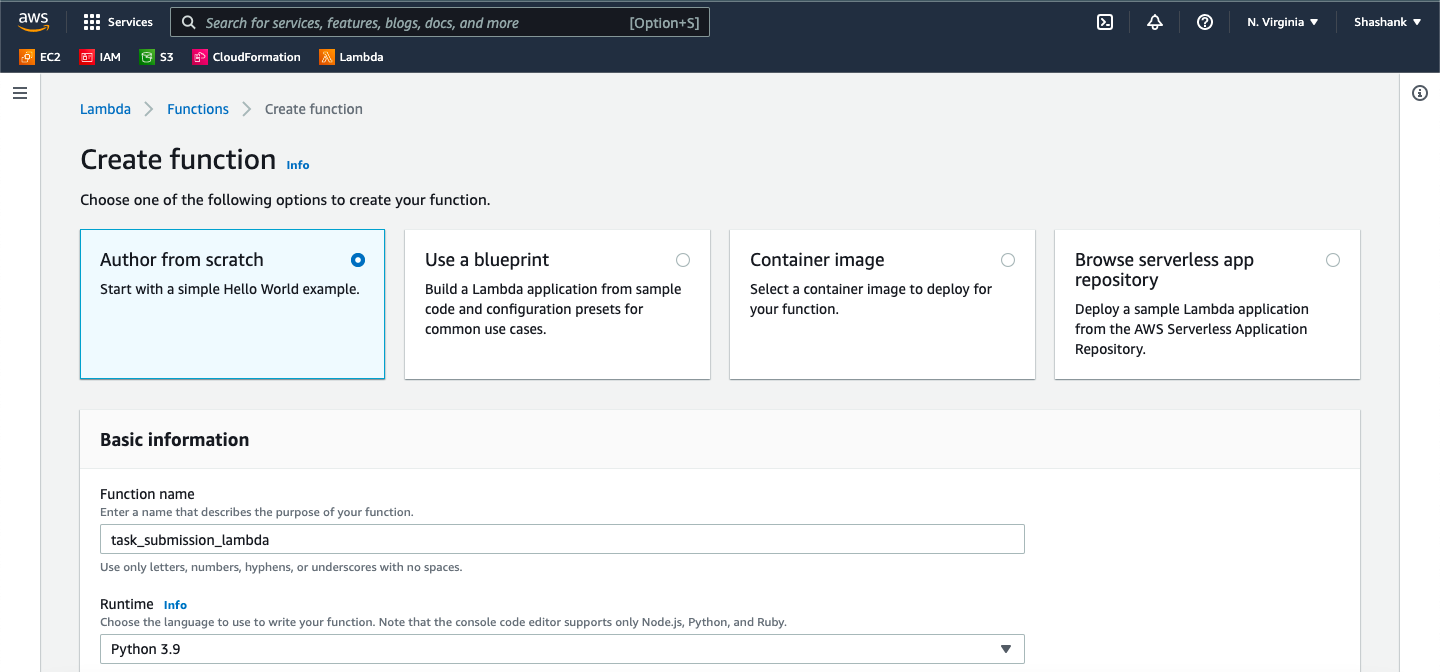 aws Services Search for services, features, blogs, docs, and more [Option+S] N. Virginia ▼ Shashank ▼
EC2 IAM S3 CloudFormation Lambda
Lambda > Functions > Create function
Create function Info
Choose one of the following options to create your function.
Author from scratch
Start with a simple Hello World example.
Use a blueprint
Build a Lambda application from sample
code and configuration presets for
common use cases.
Container image
Select a container image to deploy for
your function.
Browse serverless app
repository
Deploy a sample Lambda application
from the AWS Serverless Application
Repository.
Basic information
Function name
Enter a name that describes the purpose of your function.
task_submission_lambda
Use only letters, numbers, hyphens, or underscores with no spaces.
Runtime Info
Choose the language to use to write your function. Note that the console code editor supports only Node.js, Python, and Ruby.
Python 3.9